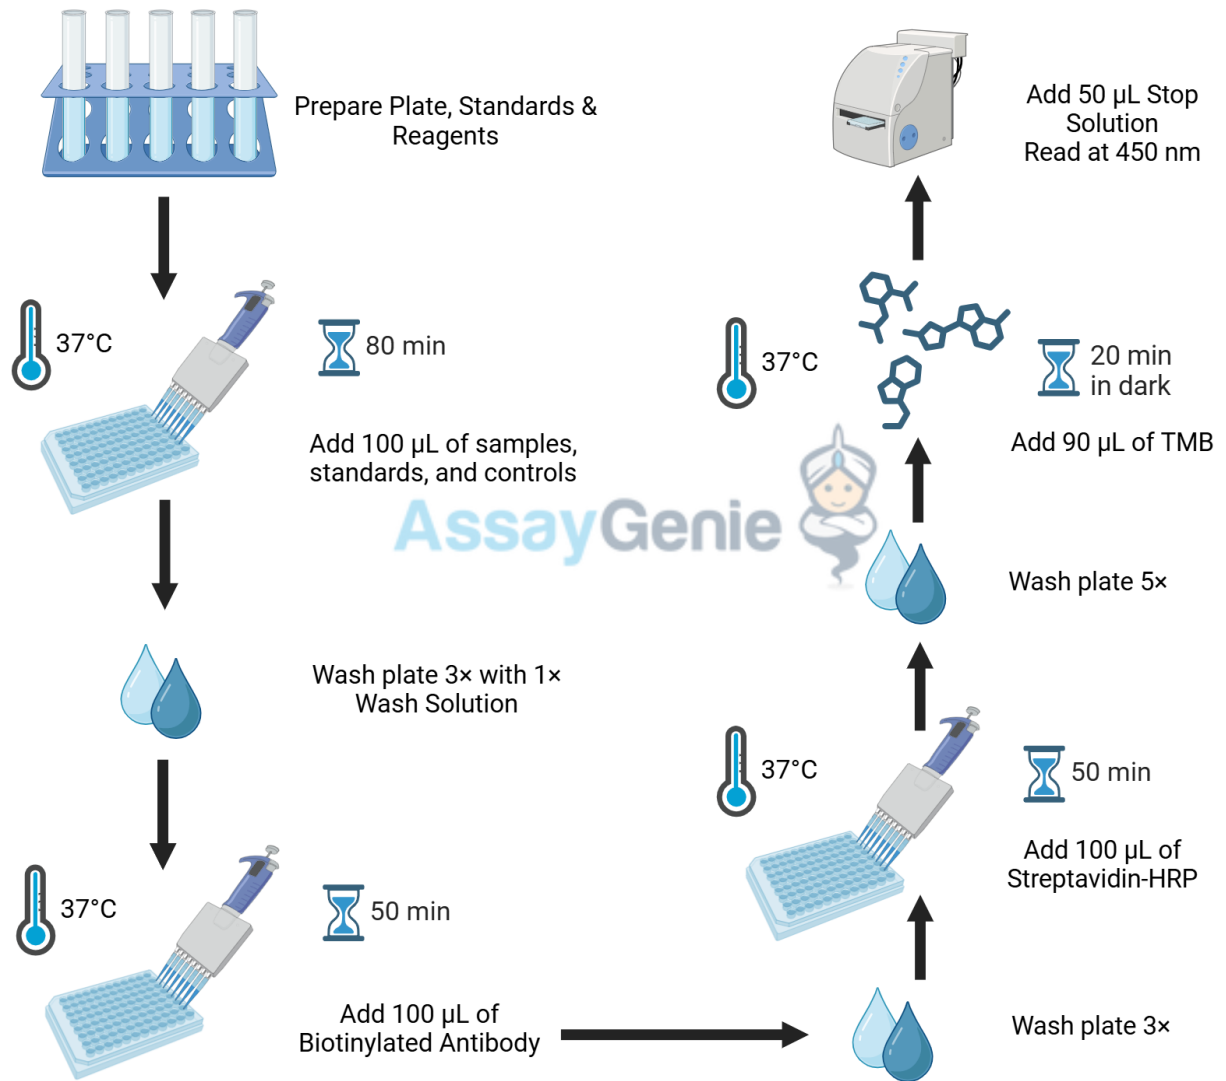 Prepare Plate, Standards &
Reagents
37°C
80 min
Add 100 µL of samples,
standards, and controls
Wash plate 3× with 1×
Wash Solution
37°C
50 min
Add 100 µL of
Biotinylated Antibody
Wash plate 3×
37°C
50 min
Add 100 µL of
Streptavidin-HRP
Wash plate 5×
37°C
20 min
in dark
Add 90 µL of TMB
Add 50 µL Stop
Solution
Read at 450 nm
AssayGenie